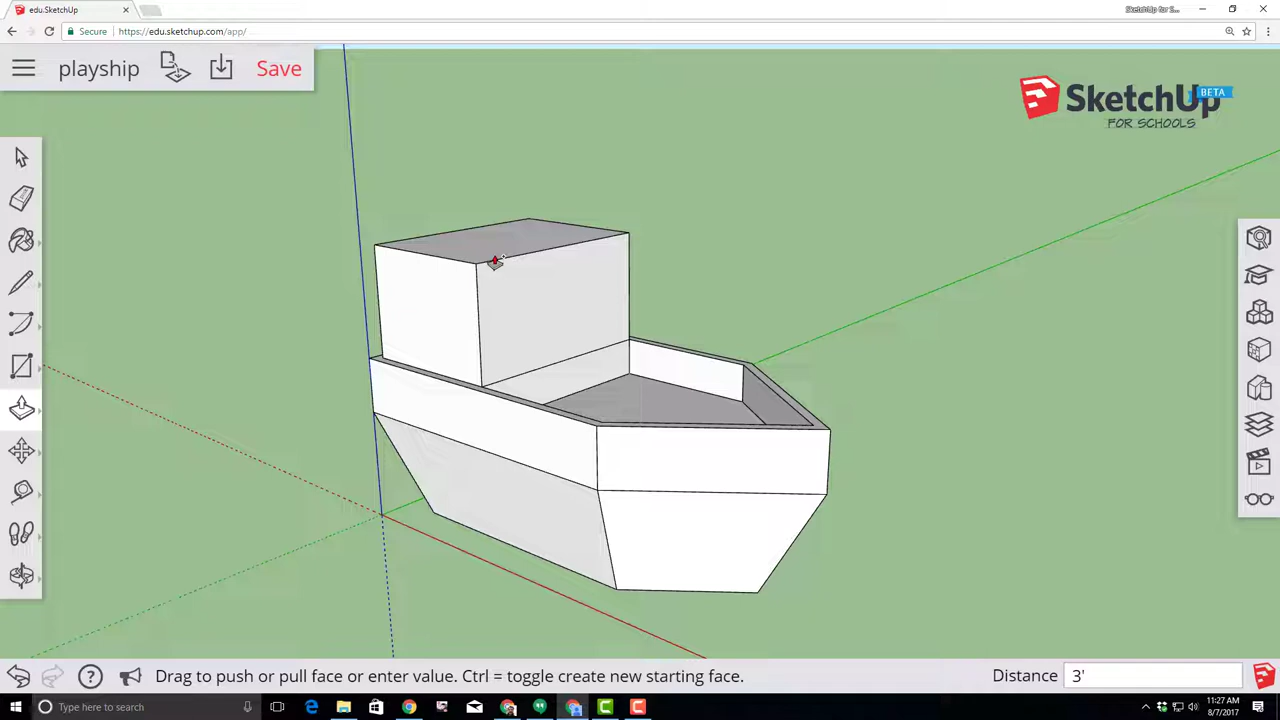 edu.SketchUp
SketchUp for S...
Secure
https://edu.sketchup.com/app/
playship
Save
SketchUp
BETA
FOR SCHOOLS
Drag to push or pull face or enter value. Ctrl = toggle create new starting face.
Distance
3'
Type here to search
11:27 AM
8/7/2017